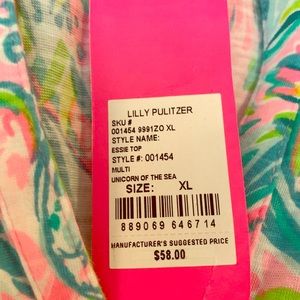 LILLY PULITZER
SKU #
001454 9991ZO XL
STYLE NAME:
ESSIE TOP
STYLE #: 001454
MULTI
UNICORN OF THE SEA
SIZE: XL
889069 646714
MANUFACTURER'S SUGGESTED PRICE
$58.00